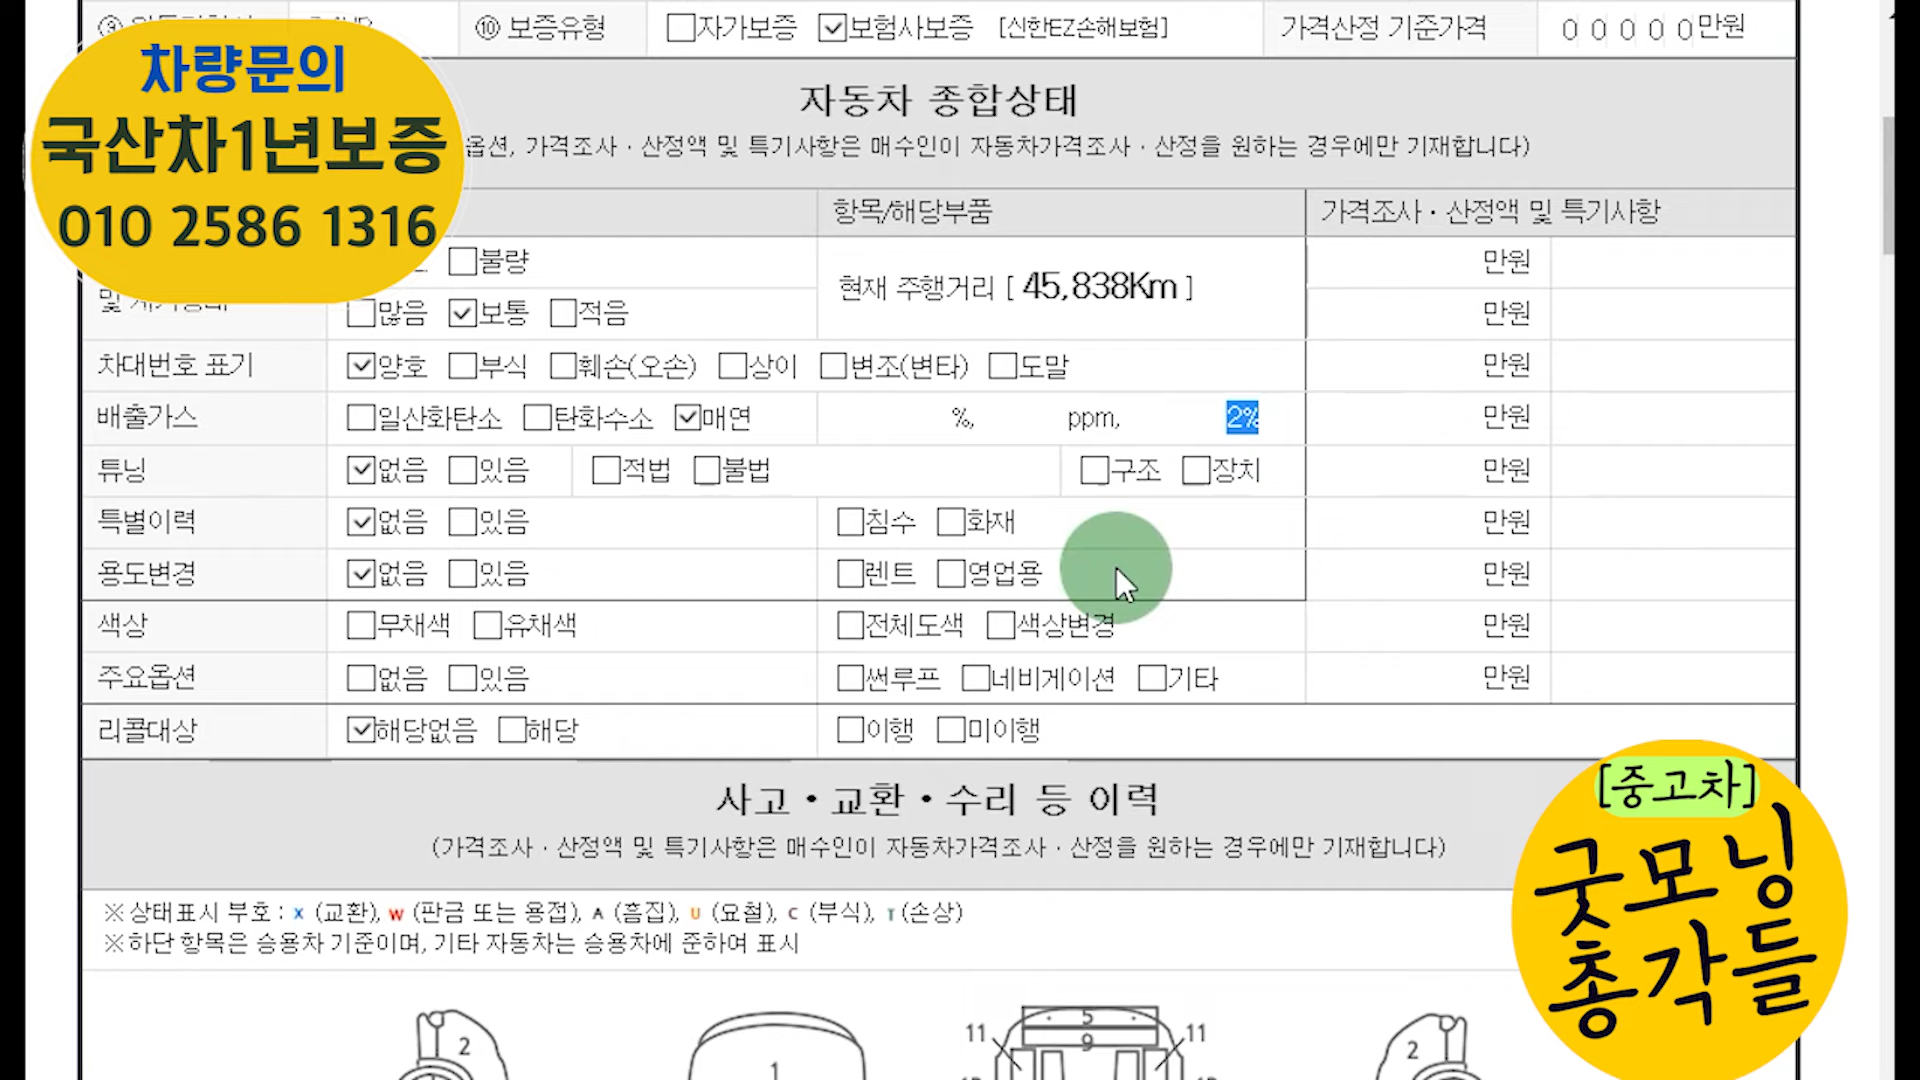 ⑩ 보증유형 □자가보증 ☑보험사보증 [신한EZ손해보험] 가격산정 기준가격 0 0 0 0 0만원
차량문의
국산차1년보증
010 2586 1316
자동차 종합상태
옵션, 가격조사·산정액 및 특기사항은 매수인이 자동차가격조사·산정을 원하는 경우에만 기재합니다)
항목/해당부품 가격조사·산정액 및 특기사항
□불량 현재 주행거리 [ 45,838Km ] 만원
□많음 ☑보통 □적음 만원
차대번호 표기 ☑양호 □부식 □훼손(오손) □상이 □변조(변타) □도말 만원
배출가스 □일산화탄소 □탄화수소 ☑매연 %, ppm, 2% 만원
튜닝 ☑없음 □있음 □적법 □불법 □구조 □장치 만원
특별이력 ☑없음 □있음 □침수 □화재 만원
용도변경 ☑없음 □있음 □렌트 □영업용 만원
색상 □무채색 □유채색 □전체도색 □색상변경 만원
주요옵션 □없음 □있음 □썬루프 □네비게이션 □기타 만원
리콜대상 ☑해당없음 □해당 □이행 □미이행
사고·교환·수리 등 이력
(가격조사·산정액 및 특기사항은 매수인이 자동차가격조사·산정을 원하는 경우에만 기재합니다)
※상태표시 부호 : X (교환), W (판금 또는 용접), A (흠집), U (요철), C (부식), T (손상)
※하단 항목은 승용차 기준이며, 기타 자동차는 승용차에 준하여 표시
[중고차]
굿모닝
총각들
2 1 11 5 9 11 2